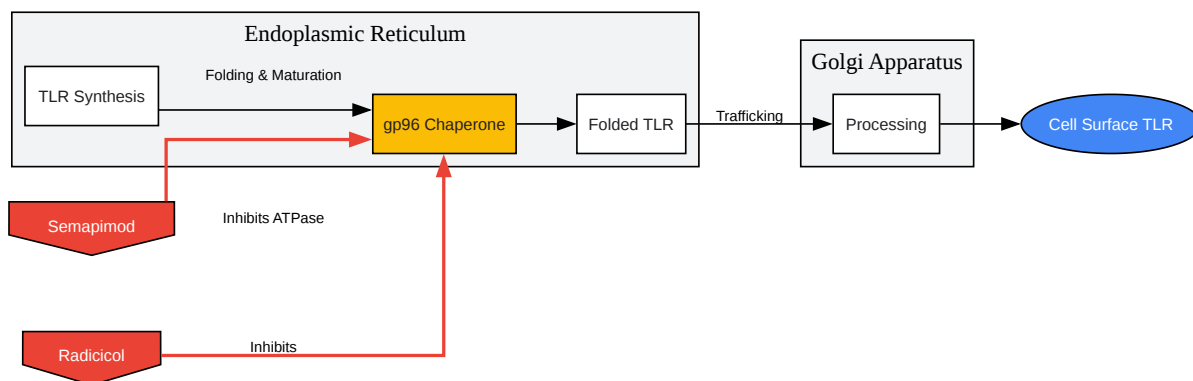 Endoplasmic Reticulum
Golgi Apparatus
Folding & Maturation
TLR Synthesis
gp96 Chaperone
Folded TLR
Trafficking
Processing
Cell Surface TLR
Semapimod
Inhibits ATPase
Radicicol
Inhibits